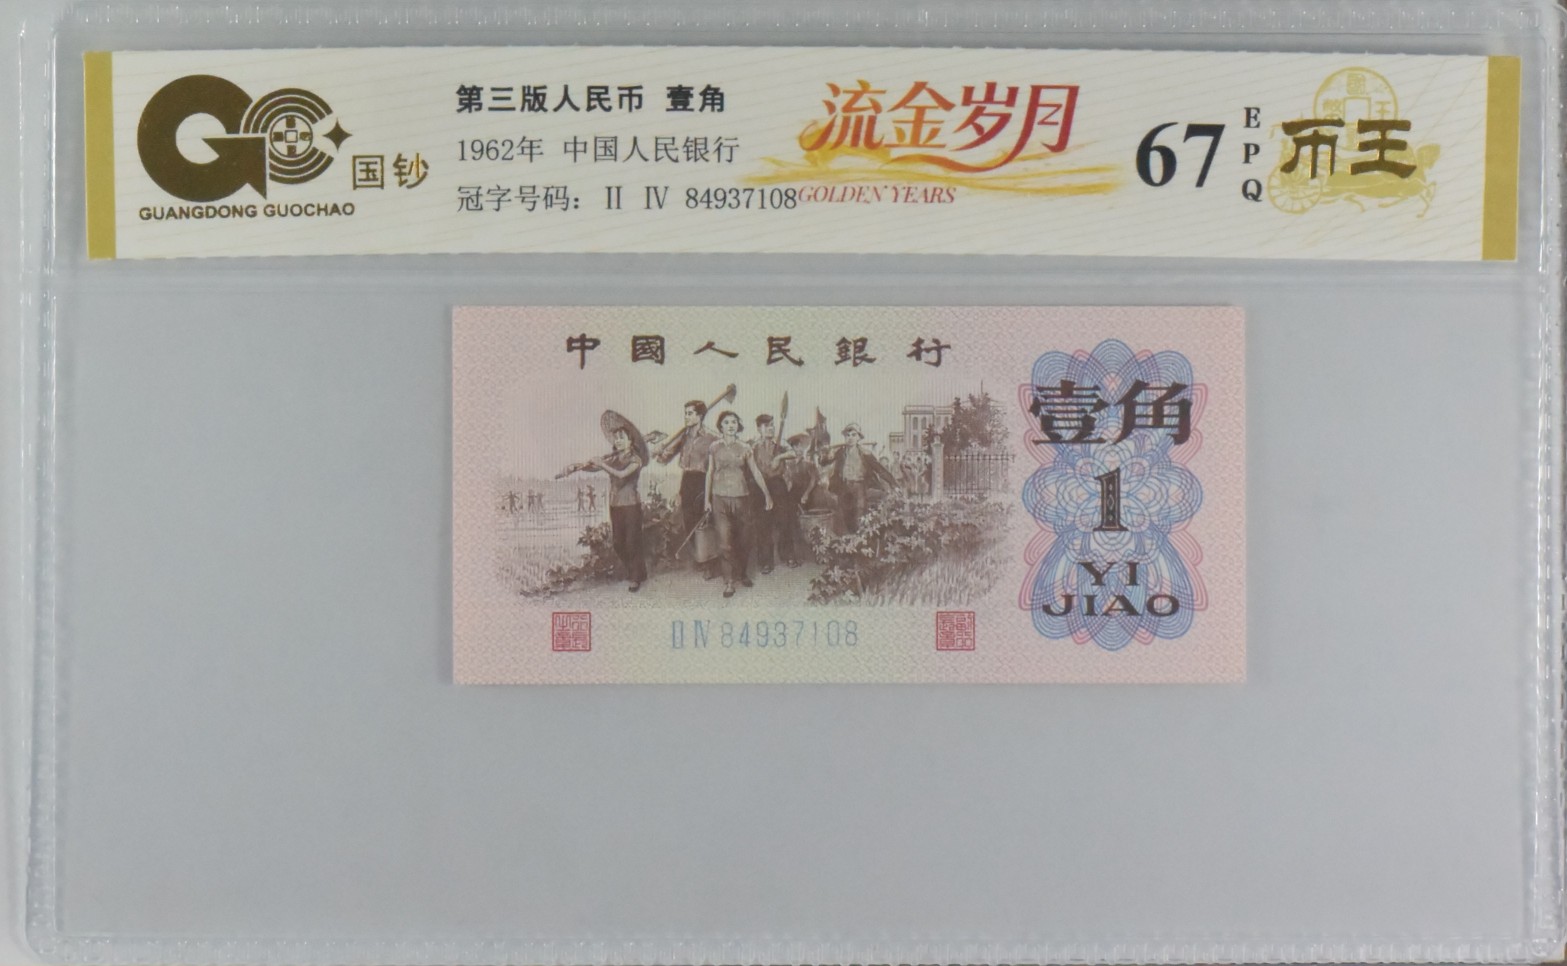 国钞
GUANGDONG GUOCHAO
第三版人民币 壹角
1962年 中国人民银行
冠字号码: Ⅱ Ⅳ 84937108
流金岁月
GOLDEN YEARS
67
EPQ
币王
中國人民銀行
壹角
1
YI
JIAO
ⅡⅣ84937108